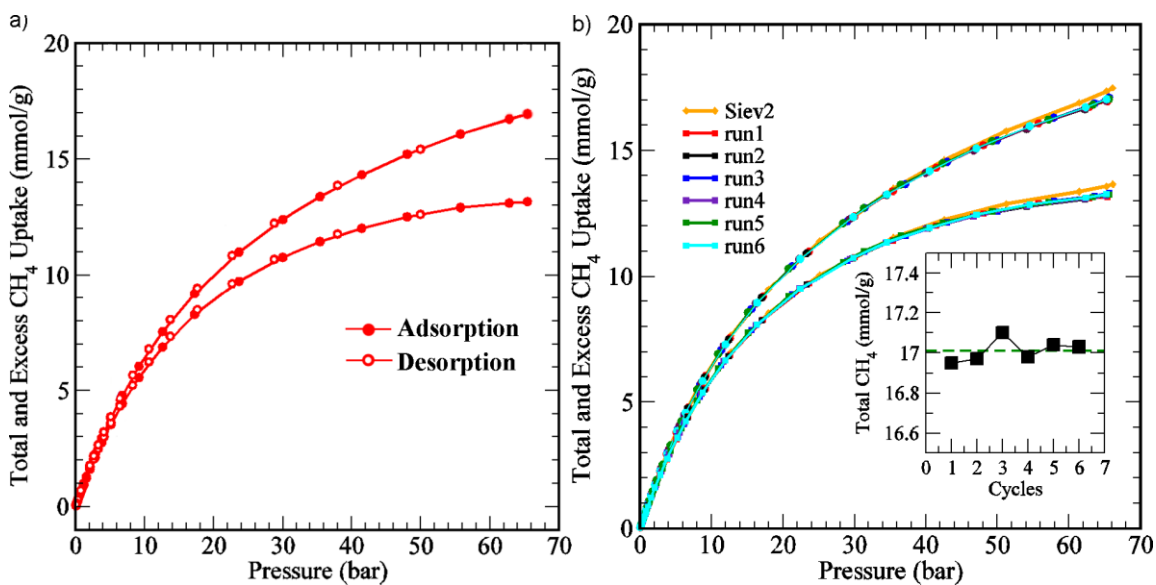 a)
Total and Excess CH4 Uptake (mmol/g)
20
15
10
5
0
Adsorption
Desorption
0 10 20 30 40 50 60 70
Pressure (bar)
b)
Total and Excess CH4 Uptake (mmol/g)
20
15
10
5
0
Siev2
run1
run2
run3
run4
run5
run6
Total CH4 (mmol/g)
17.4
17.2
17
16.8
16.6
0 1 2 3 4 5 6 7
Cycles
0 10 20 30 40 50 60 70
Pressure (bar)